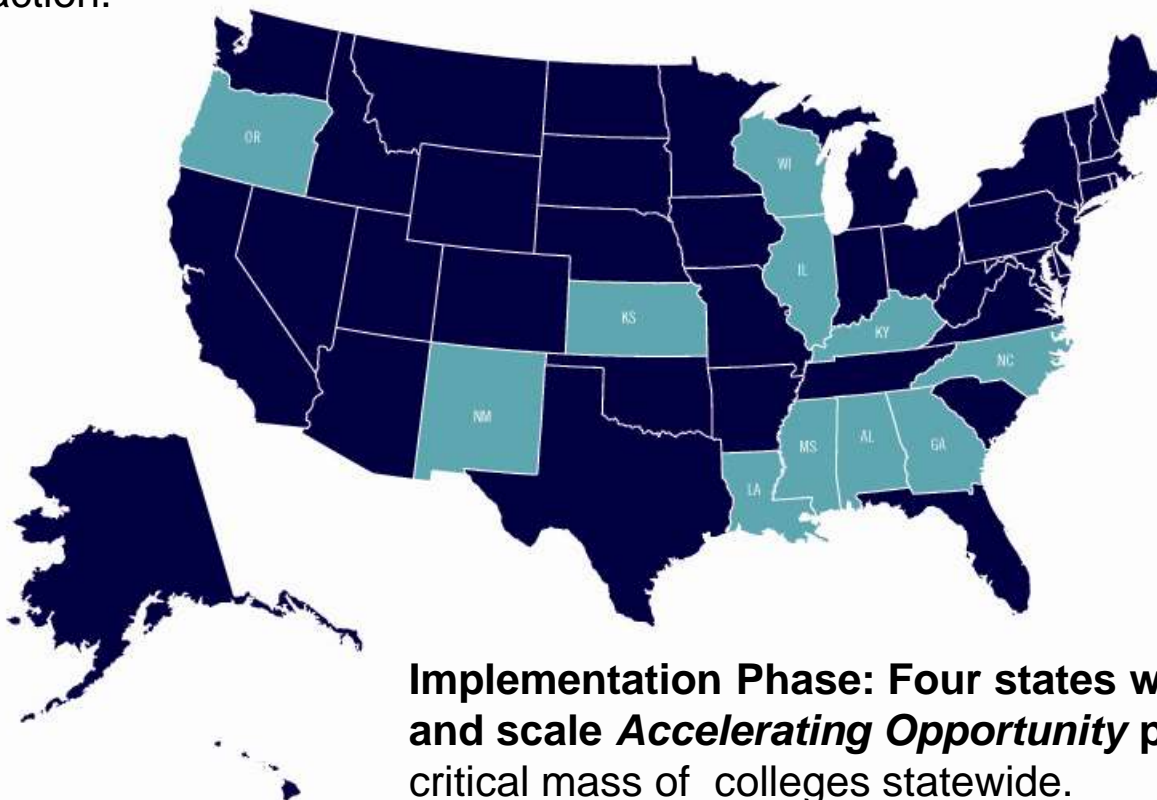 action.
OR
WI
IL
KS
KY
NC
NM
MS
AL
GA
LA
Implementation Phase: Four states
and scale Accelerating Opportunity
critical mass of colleges statewide.